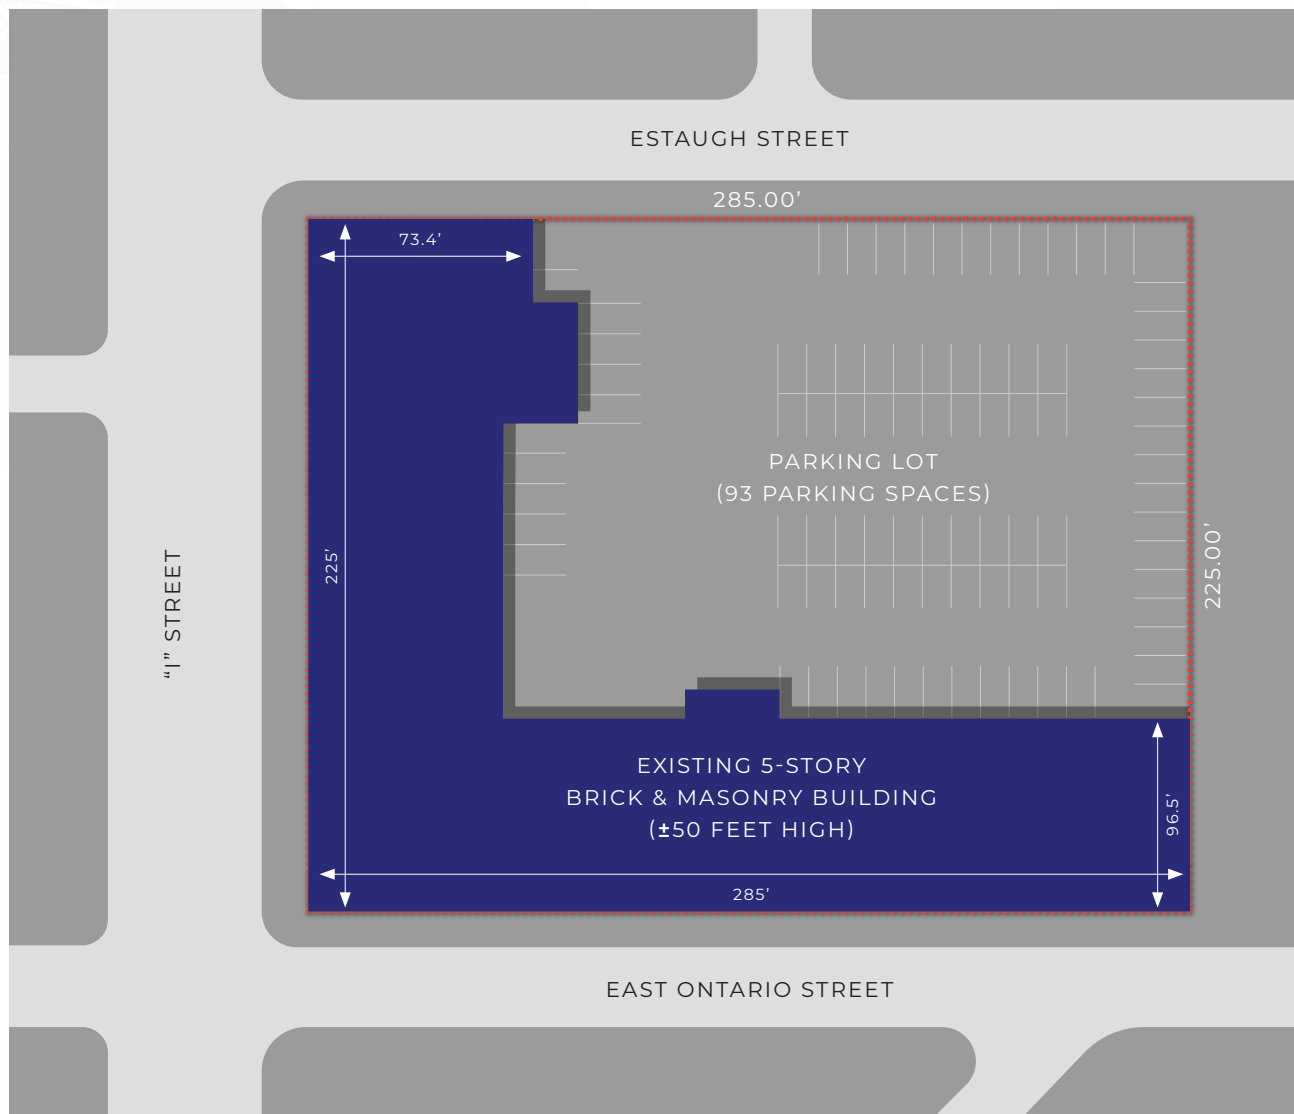 ESTAUGH STREET
285.00’
73.4’
PARKING LOT
(93 PARKING SPACES)
225’
225.00’
“I” STREET
EXISTING 5-STORY
BRICK & MASONRY BUILDING
(±50 FEET HIGH)
96.5’
285’
EAST ONTARIO STREET